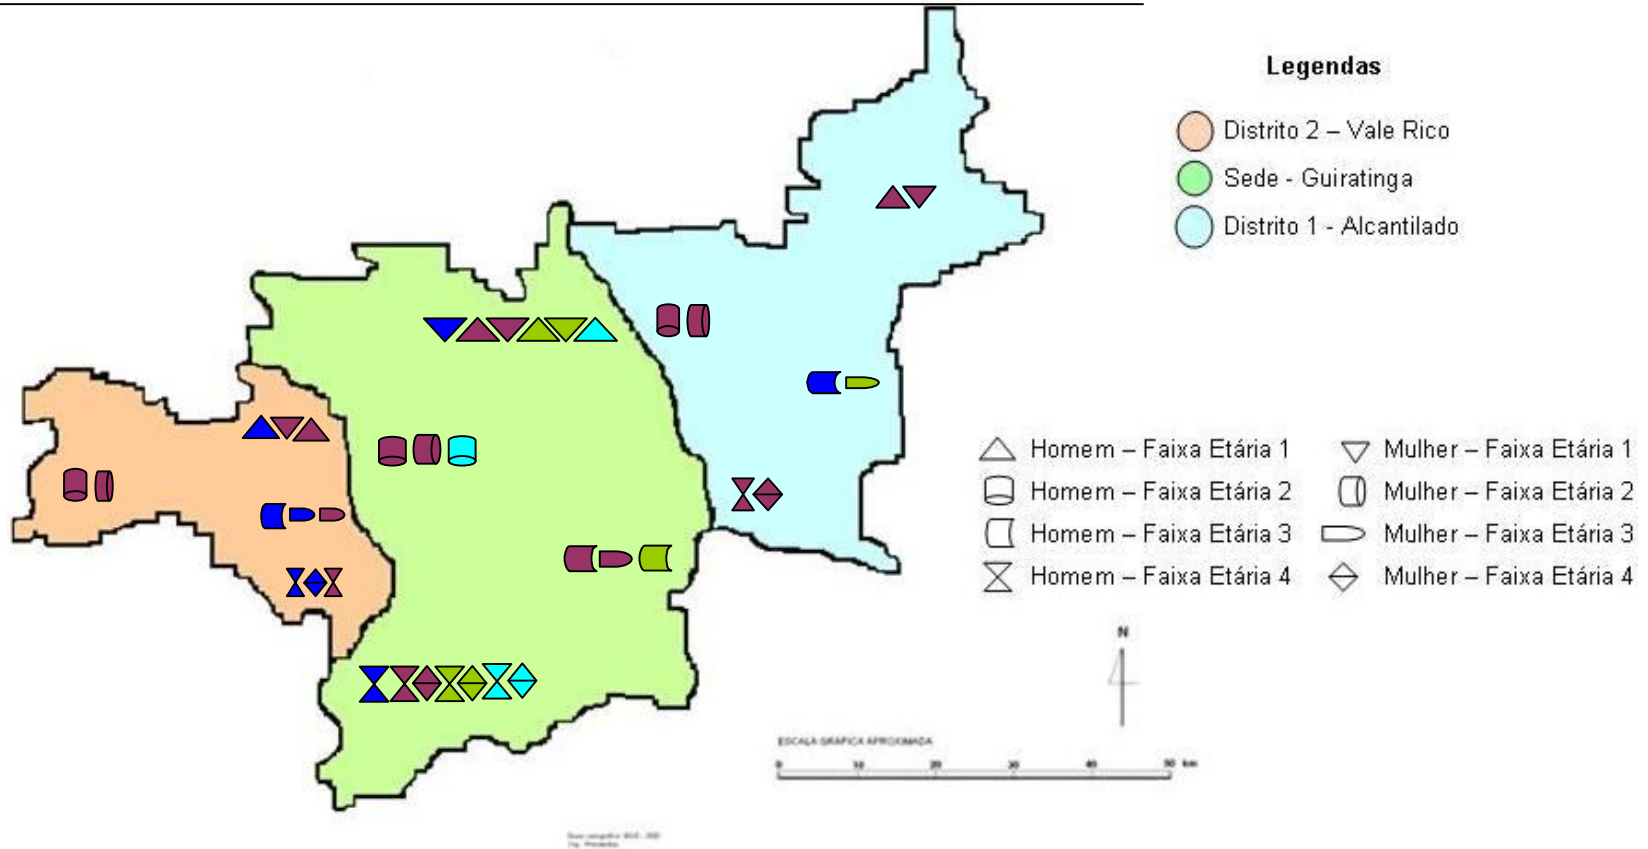 Legendas
Distrito 2 – Vale Rico
Sede - Guiratinga
Distrito 1 - Alcantilado
Homem – Faixa Etária 1
Mulher – Faixa Etária 1
Homem – Faixa Etária 2
Mulher – Faixa Etária 2
Homem – Faixa Etária 3
Mulher – Faixa Etária 3
Homem – Faixa Etária 4
Mulher – Faixa Etária 4
N
ESCALA GRÁFICA APROXIMADA
0 10 20 30 40 50 km